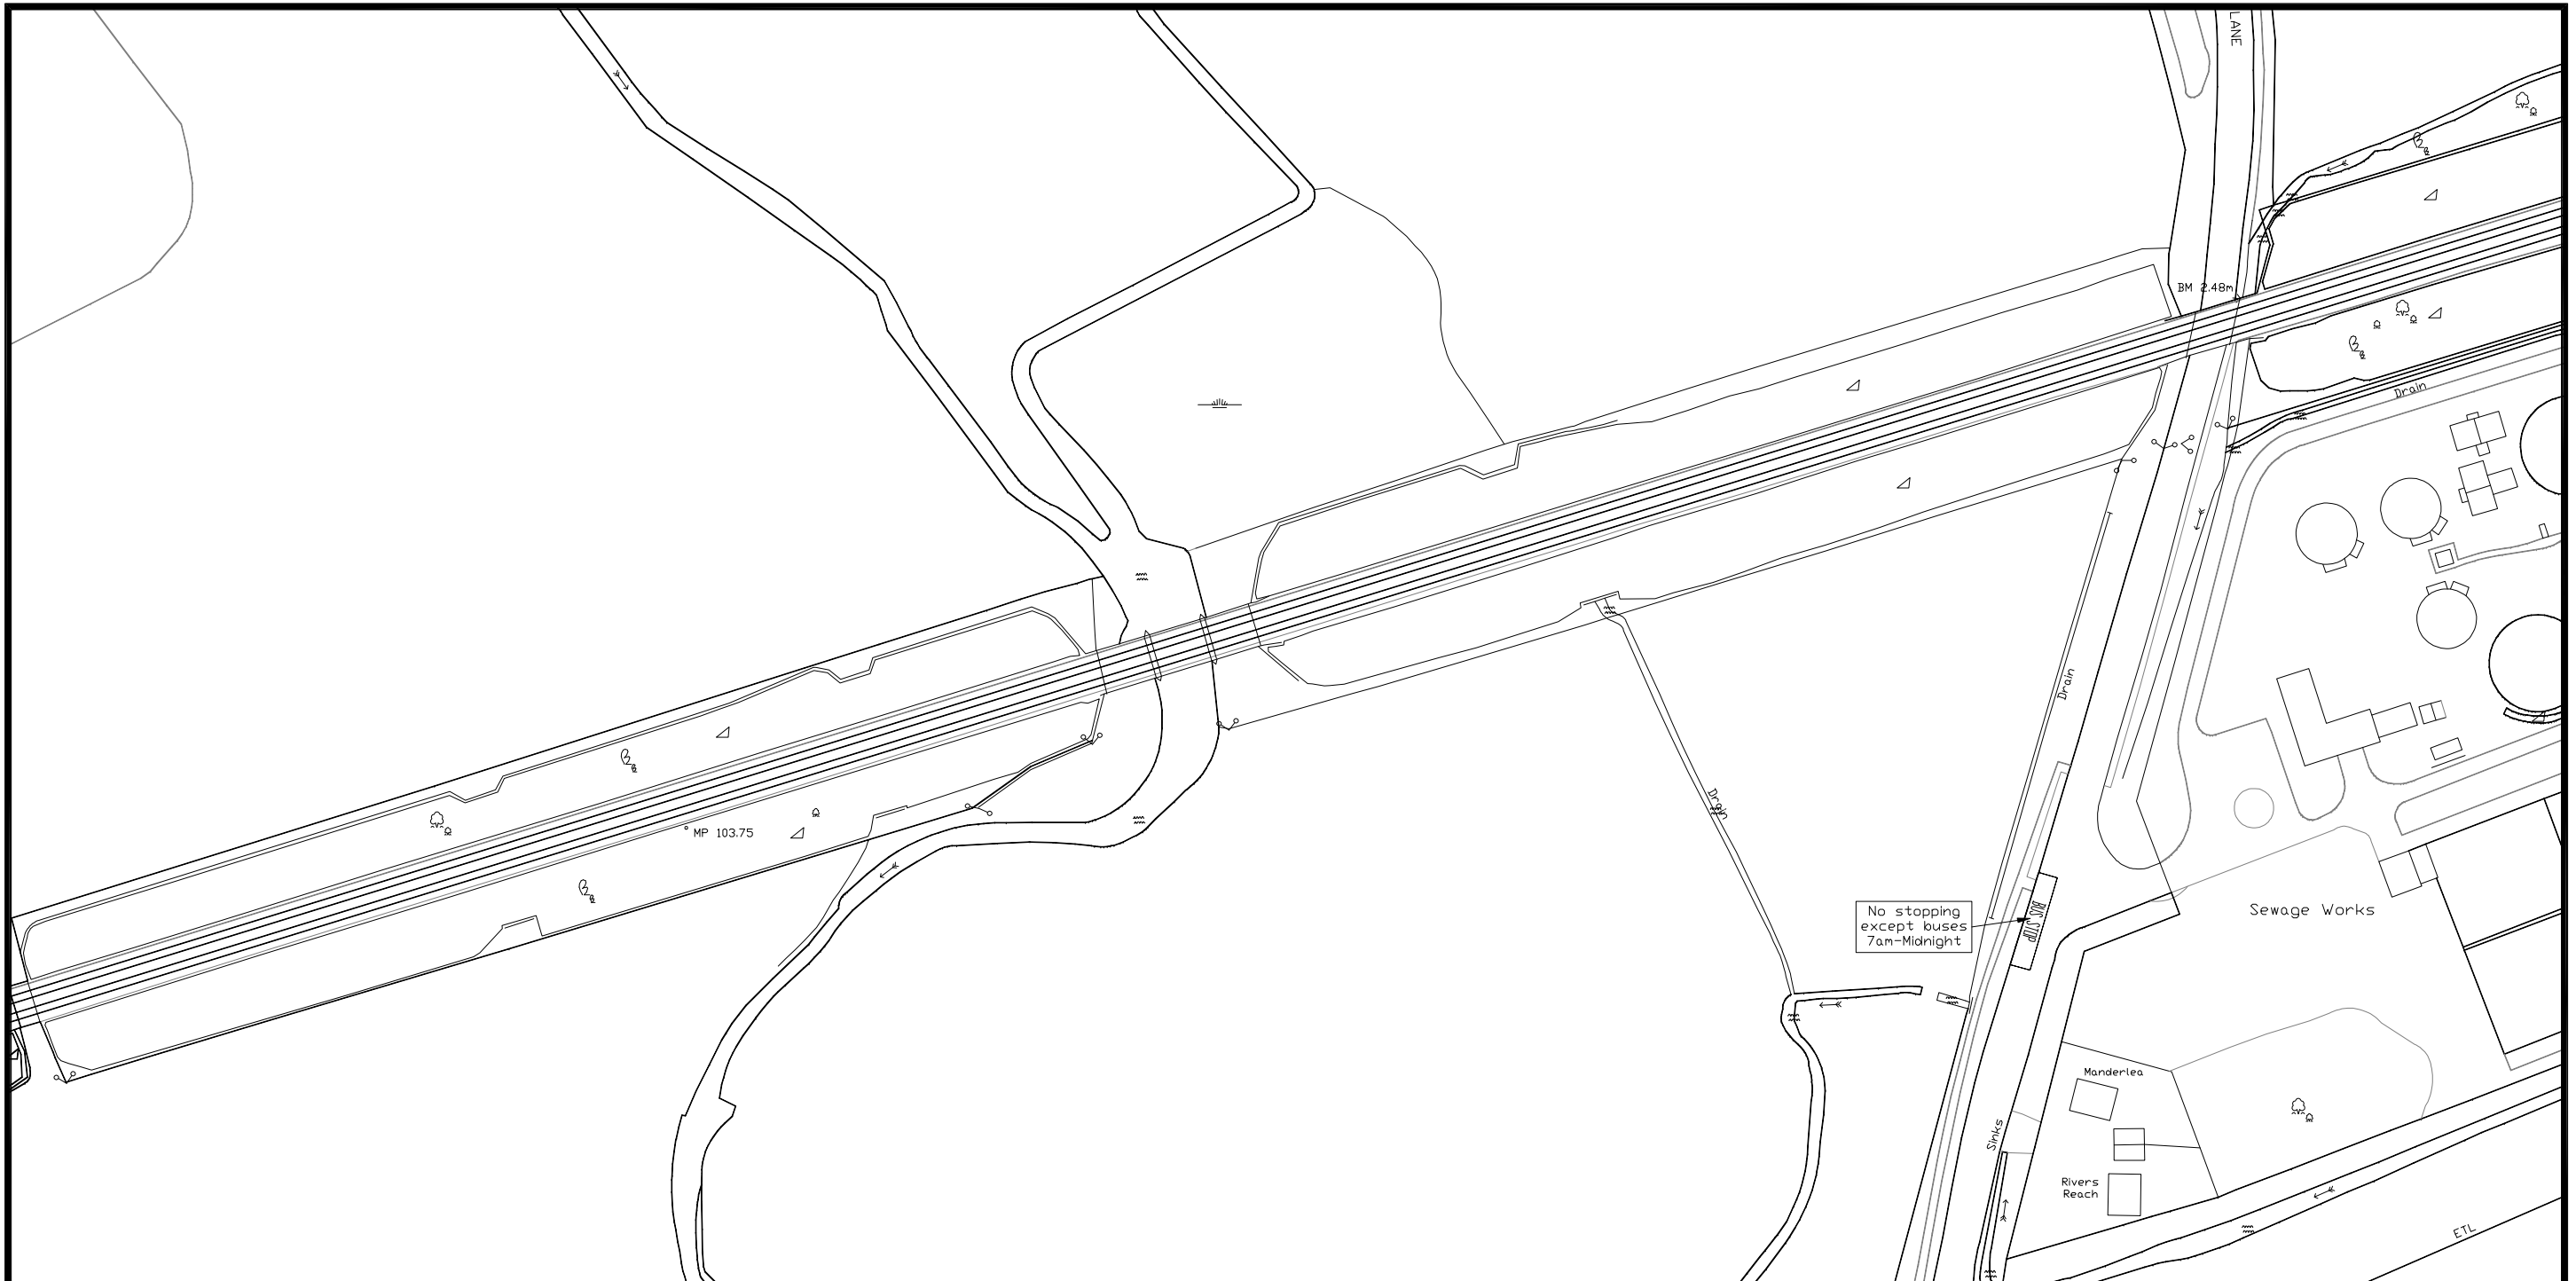 LANE
BM 2.48m
Drain
Drain
Drain
MP 103.75
No stopping
except buses
7am-Midnight
BUS STOP
Sewage Works
Manderlea
Sinks
Rivers
Reach
ETL